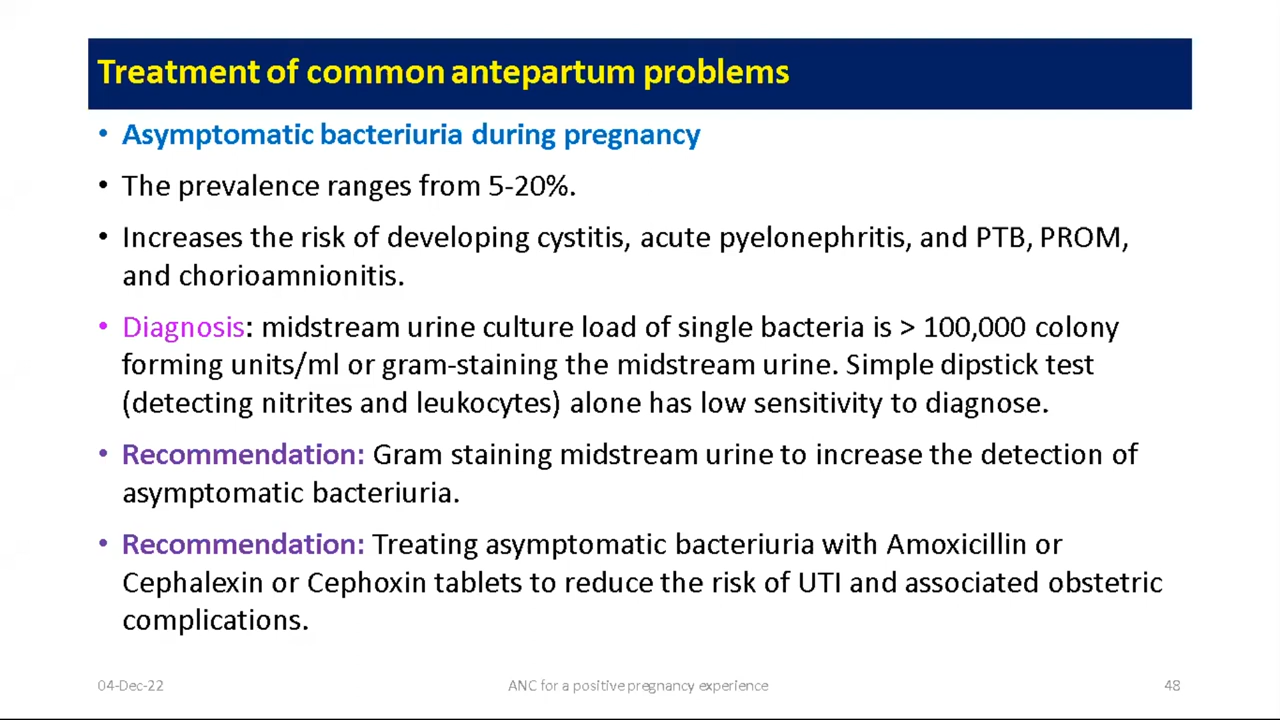 Treatment of common antepartum problems
• Asymptomatic bacteriuria during pregnancy
• The prevalence ranges from 5-20%.
• Increases the risk of developing cystitis, acute pyelonephritis, and PTB, PROM,
and chorioamnionitis.
• Diagnosis: midstream urine culture load of single bacteria is > 100,000 colony
forming units/ml or gram-staining the midstream urine. Simple dipstick test
(detecting nitrites and leukocytes) alone has low sensitivity to diagnose.
• Recommendation: Gram staining midstream urine to increase the detection of
asymptomatic bacteriuria.
• Recommendation: Treating asymptomatic bacteriuria with Amoxicillin or
Cephalexin or Cephoxin tablets to reduce the risk of UTI and associated obstetric
complications.
04-Dec-22
ANC for a positive pregnancy experience
48